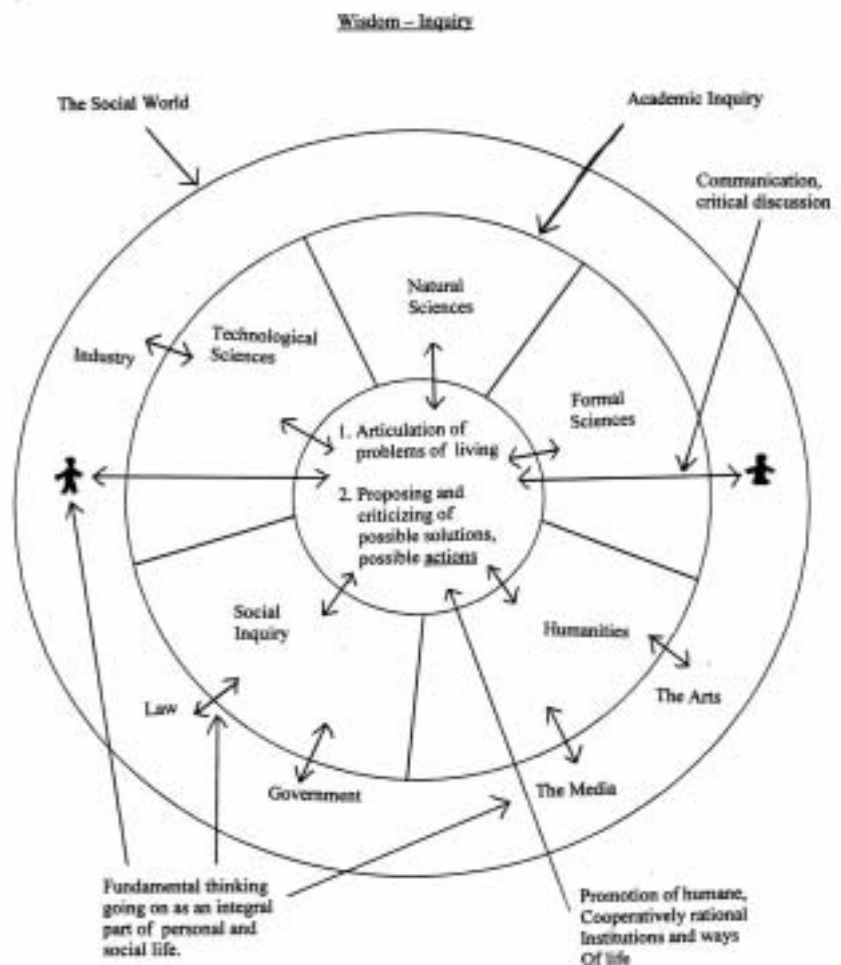 Wisdom – Inquiry
The Social World
Academic Inquiry
Communication,
critical discussion
Natural
Sciences
Technological
Sciences
Industry
Formal
Sciences
1. Articulation of
problems of living
2. Proposing and
criticizing of
possible solutions,
possible actions
Social
Inquiry
Humanities
Law
The Arts
Government
The Media
Fundamental thinking
going on as an integral
part of personal and
social life.
Promotion of humane,
Cooperatively rational
Institutions and ways
Of life